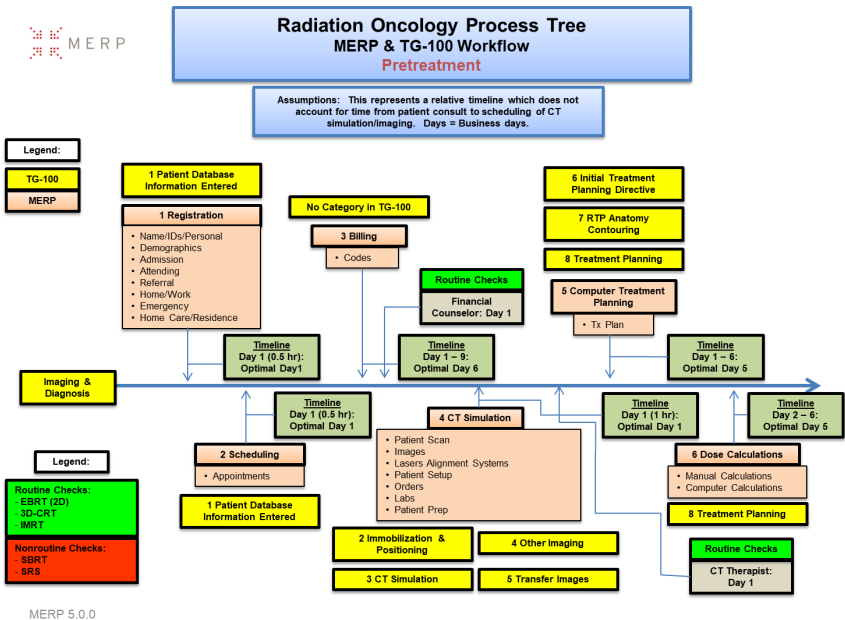 MERP
Radiation Oncology Process Tree
MERP & TG-100 Workflow
Pretreatment
Assumptions: This represents a relative timeline which does not
account for time from patient consult to scheduling of CT
simulation/imaging. Days = Business days.
Legend:
TG-100
MERP
1 Patient Database
Information Entered
1 Registration
• Name/IDs/Personal
• Demographics
• Admission
• Attending
• Referral
• Home/Work
• Emergency
• Home Care/Residence
Timeline
Day 1 (0.5 hr):
Optimal Day1
No Category in TG-100
3 Billing
• Codes
Routine Checks
Financial
Counselor: Day 1
Timeline
Day 1 – 9:
Optimal Day 6
6 Initial Treatment
Planning Directive
7 RTP Anatomy
Contouring
8 Treatment Planning
5 Computer Treatment
Planning
• Tx Plan
Timeline
Day 1 – 6:
Optimal Day 5
Imaging &
Diagnosis
Timeline
Day 1 (0.5 hr):
Optimal Day 1
2 Scheduling
• Appointments
1 Patient Database
Information Entered
4 CT Simulation
• Patient Scan
• Images
• Lasers Alignment Systems
• Patient Setup
• Orders
• Labs
• Patient Prep
Timeline
Day 1 (1 hr):
Optimal Day 1
2 Immobilization &
Positioning
4 Other Imaging
3 CT Simulation
5 Transfer Images
Timeline
Day 2 – 6:
Optimal Day 5
6 Dose Calculations
• Manual Calculations
• Computer Calculations
8 Treatment Planning
Routine Checks
CT Therapist:
Day 1
Legend:
Routine Checks:
- EBRT (2D)
- 3D-CRT
- IMRT
Nonroutine Checks:
- SBRT
- SRS
MERP 5.0.0